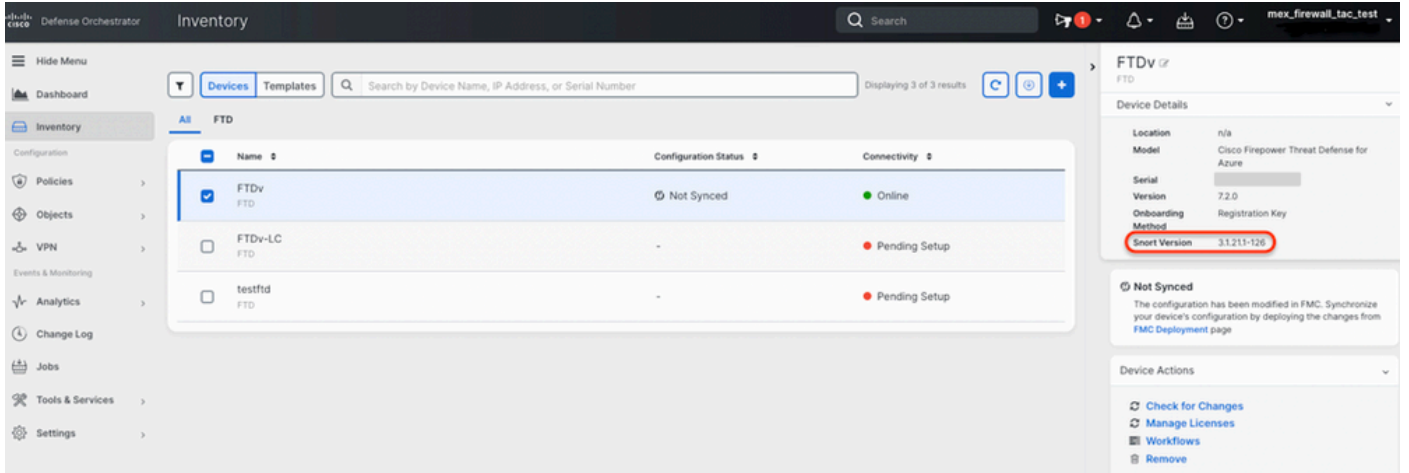 cisco Defense Orchestrator
Inventory
Search
1
mex_firewall_tac_test
Hide Menu
Dashboard
Inventory
Configuration
Policies
Objects
VPN
Events & Monitoring
Analytics
Change Log
Jobs
Tools & Services
Settings
Devices Templates
Search by Device Name, IP Address, or Serial Number
Displaying 3 of 3 results
All FTD
Name Configuration Status Connectivity
FTDv Not Synced Online
FTD
FTDv-LC - Pending Setup
FTD
testftd - Pending Setup
FTD
FTDv
FTD
Device Details
Location n/a
Model Cisco Firepower Threat Defense for
Azure
Serial
Version 7.2.0
Onboarding Registration Key
Method
Snort Version 3.1.21.1-126
Not Synced
The configuration has been modified in FMC. Synchronize
your device's configuration by deploying the changes from
FMC Deployment page
Device Actions
Check for Changes
Manage Licenses
Workflows
Remove